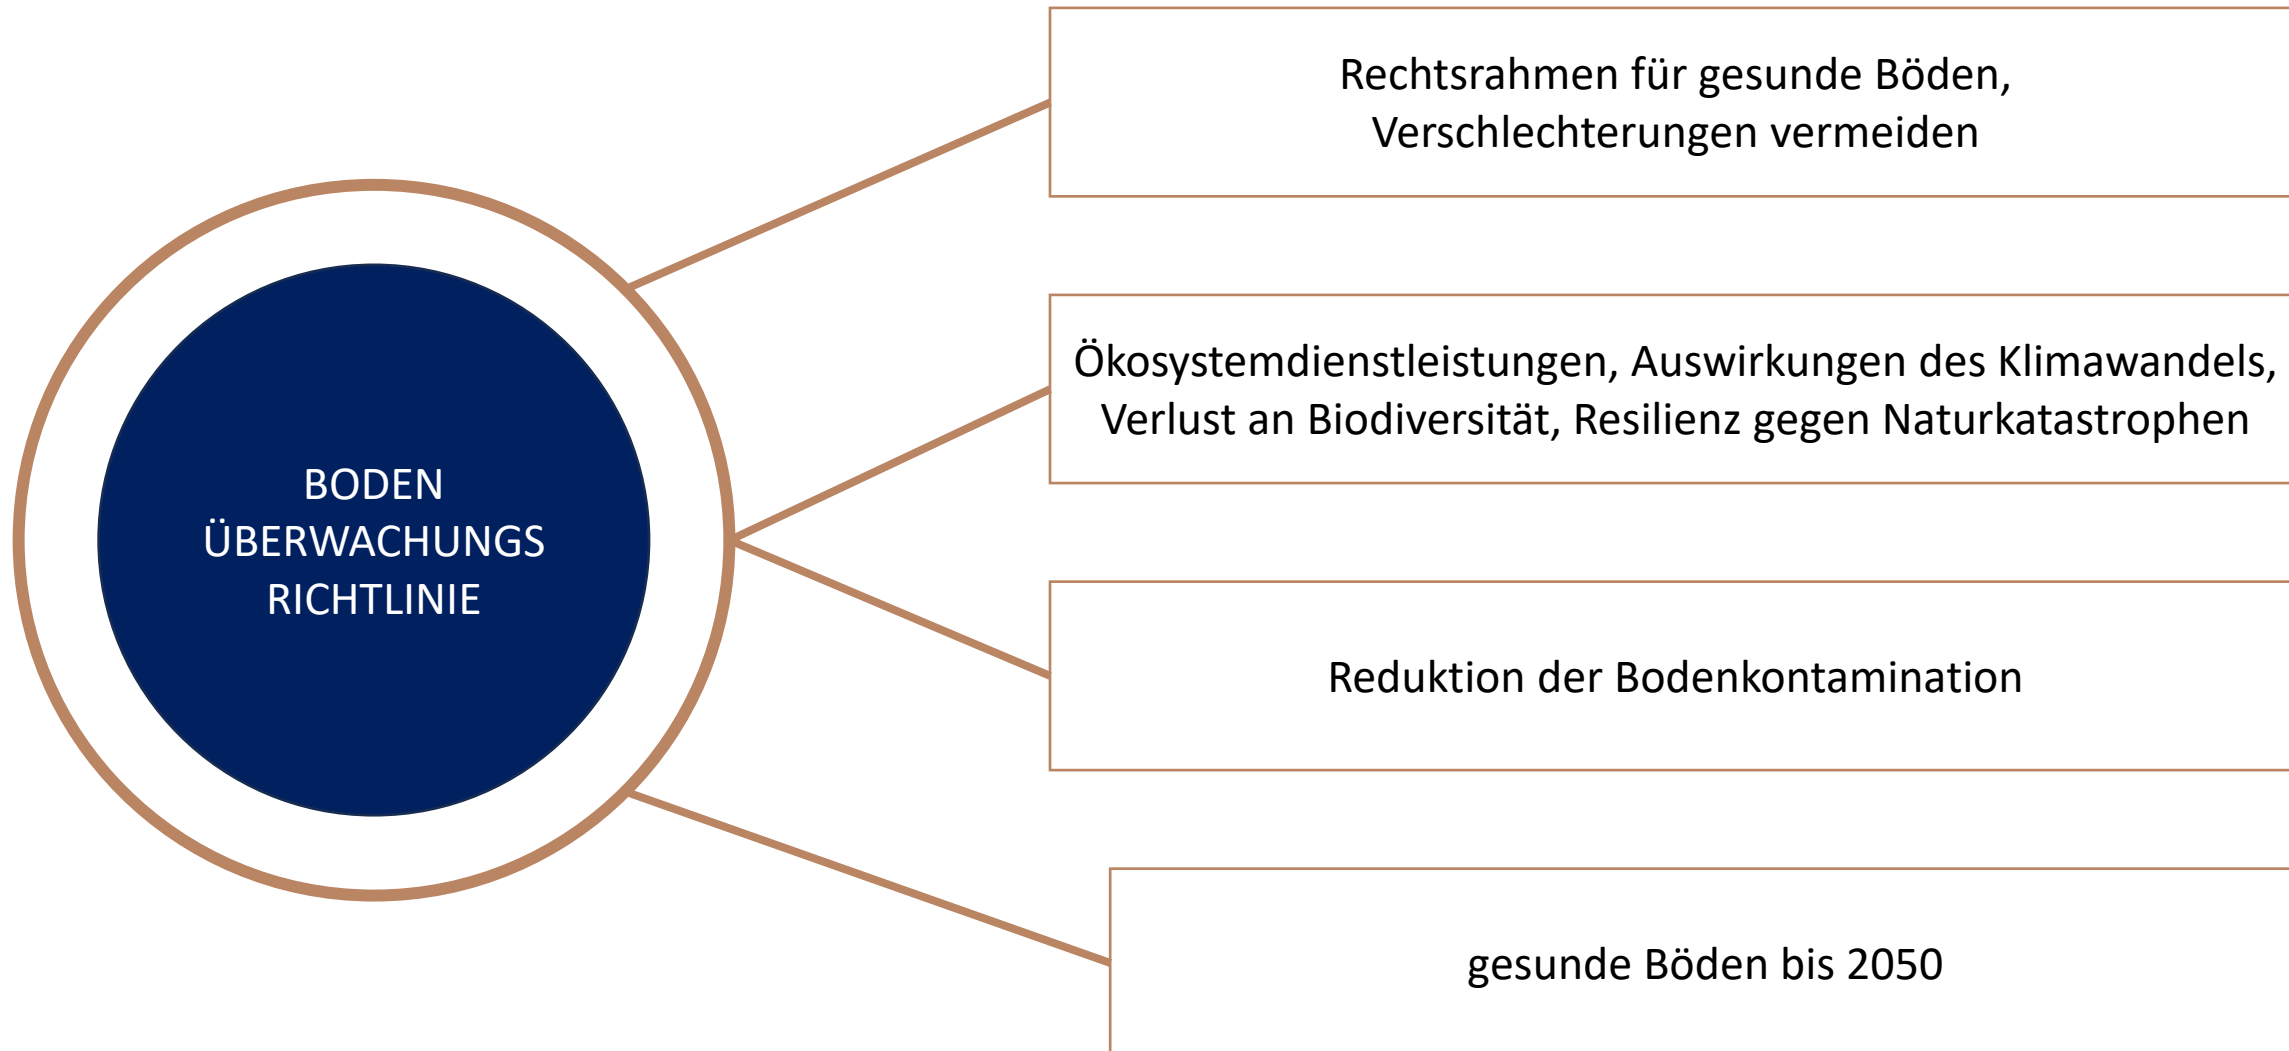 BODEN
ÜBERWACHUNGS
RICHTLINIE
Rechtsrahmen für gesunde Böden,
Verschlechterungen vermeiden
Ökosystemdienstleistungen, Auswirkungen des Klimawandels,
Verlust an Biodiversität, Resilienz gegen Naturkatastrophen
Reduktion der Bodenkontamination
gesunde Böden bis 2050